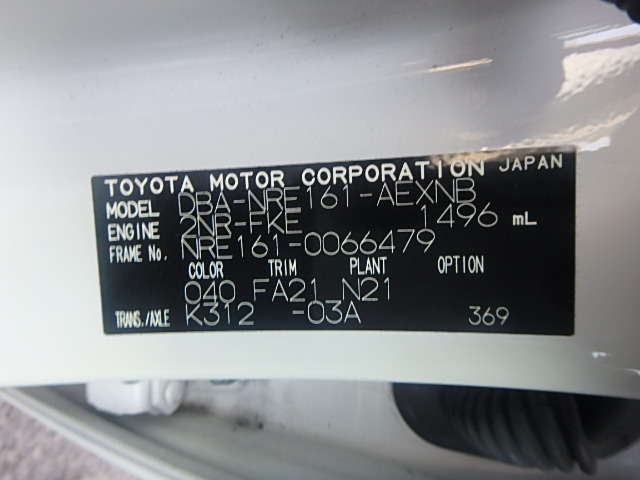 TOYOTA MOTOR CORPORATION JAPAN
MODEL DBA-NRE161-AEXNB
ENGINE 2NR-FKE 1496 mL
FRAME No. NRE161-0066479
COLOR TRIM PLANT OPTION
040 FA21 N21
TRANS./AXLE K312 -03A 369